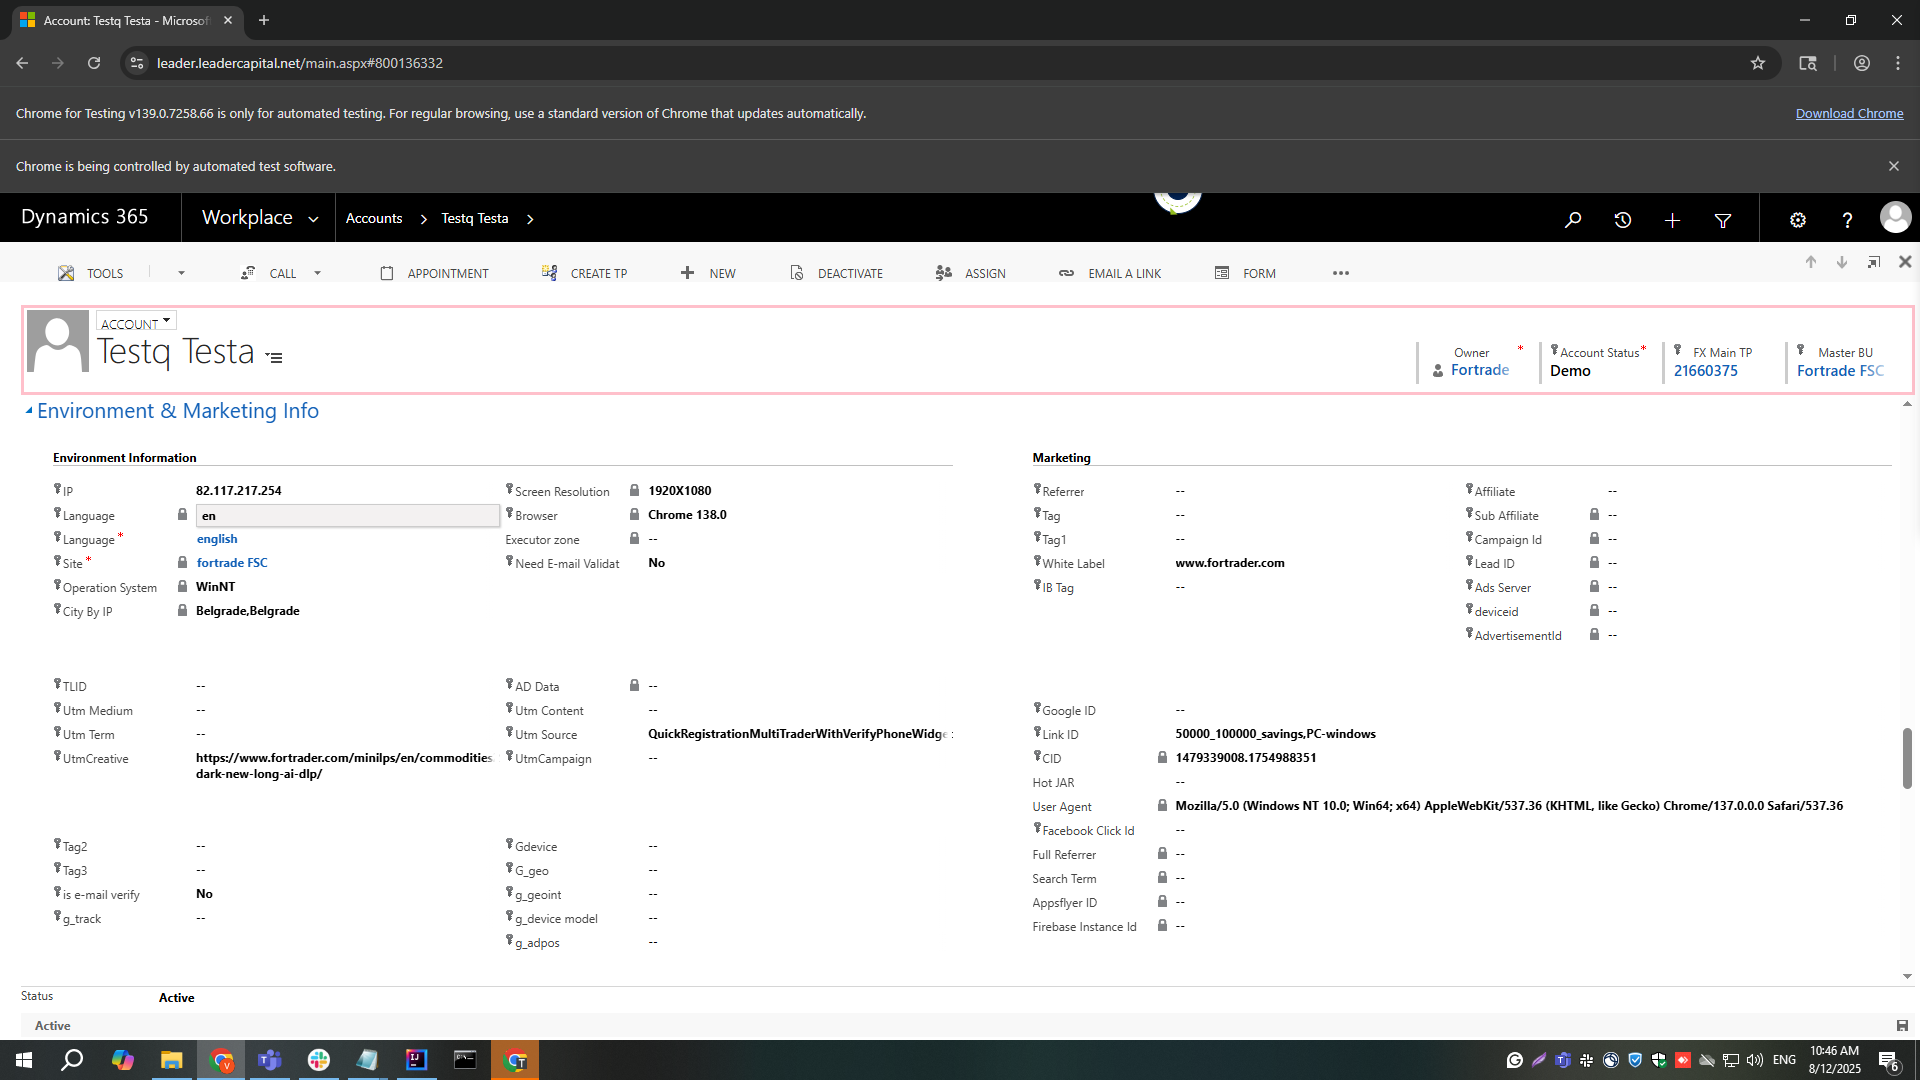 Account: Testq Testa - Microsof
leader.leadercapital.net/main.aspx#800136332
Chrome for Testing v139.0.7258.66 is only for automated testing. For regular browsing, use a standard version of Chrome that updates automatically.
Download Chrome
Chrome is being controlled by automated test software.
Dynamics 365
Workplace
Accounts
Testq Testa
TOOLS
CALL
APPOINTMENT
CREATE TP
NEW
DEACTIVATE
ASSIGN
EMAIL A LINK
FORM
ACCOUNT
Testq Testa
Owner *
Fortrade
Account Status *
Demo
FX Main TP
21660375
Master BU
Fortrade FSC
Environment & Marketing Info
Environment Information
IP 82.117.217.254
Language en
Language * english
Site * fortrade FSC
Operation System WinNT
City By IP Belgrade,Belgrade
Screen Resolution 1920X1080
Browser Chrome 138.0
Executor zone --
Need E-mail Validat No
TLID --
Utm Medium --
Utm Term --
UtmCreative https://www.fortrader.com/minilps/en/commodities
dark-new-long-ai-dlp/
AD Data --
Utm Content --
Utm Source QuickRegistrationMultiTraderWithVerifyPhoneWidge
UtmCampaign --
Tag2 --
Tag3 --
is e-mail verify No
g_track --
Gdevice --
G_geo --
g_geoint --
g_device model --
g_adpos --
Marketing
Referrer --
Tag --
Tag1 --
White Label www.fortrader.com
IB Tag --
Affiliate --
Sub Affiliate --
Campaign Id --
Lead ID --
Ads Server --
deviceid --
AdvertisementId --
Google ID --
Link ID 50000_100000_savings,PC-windows
CID 1479339008.1754988351
Hot JAR --
User Agent Mozilla/5.0 (Windows NT 10.0; Win64; x64) AppleWebKit/537.36 (KHTML, like Gecko) Chrome/137.0.0.0 Safari/537.36
Facebook Click Id --
Full Referrer --
Search Term --
Appsflyer ID --
Firebase Instance Id --
Status Active
Active
ENG
10:46 AM
8/12/2025
6